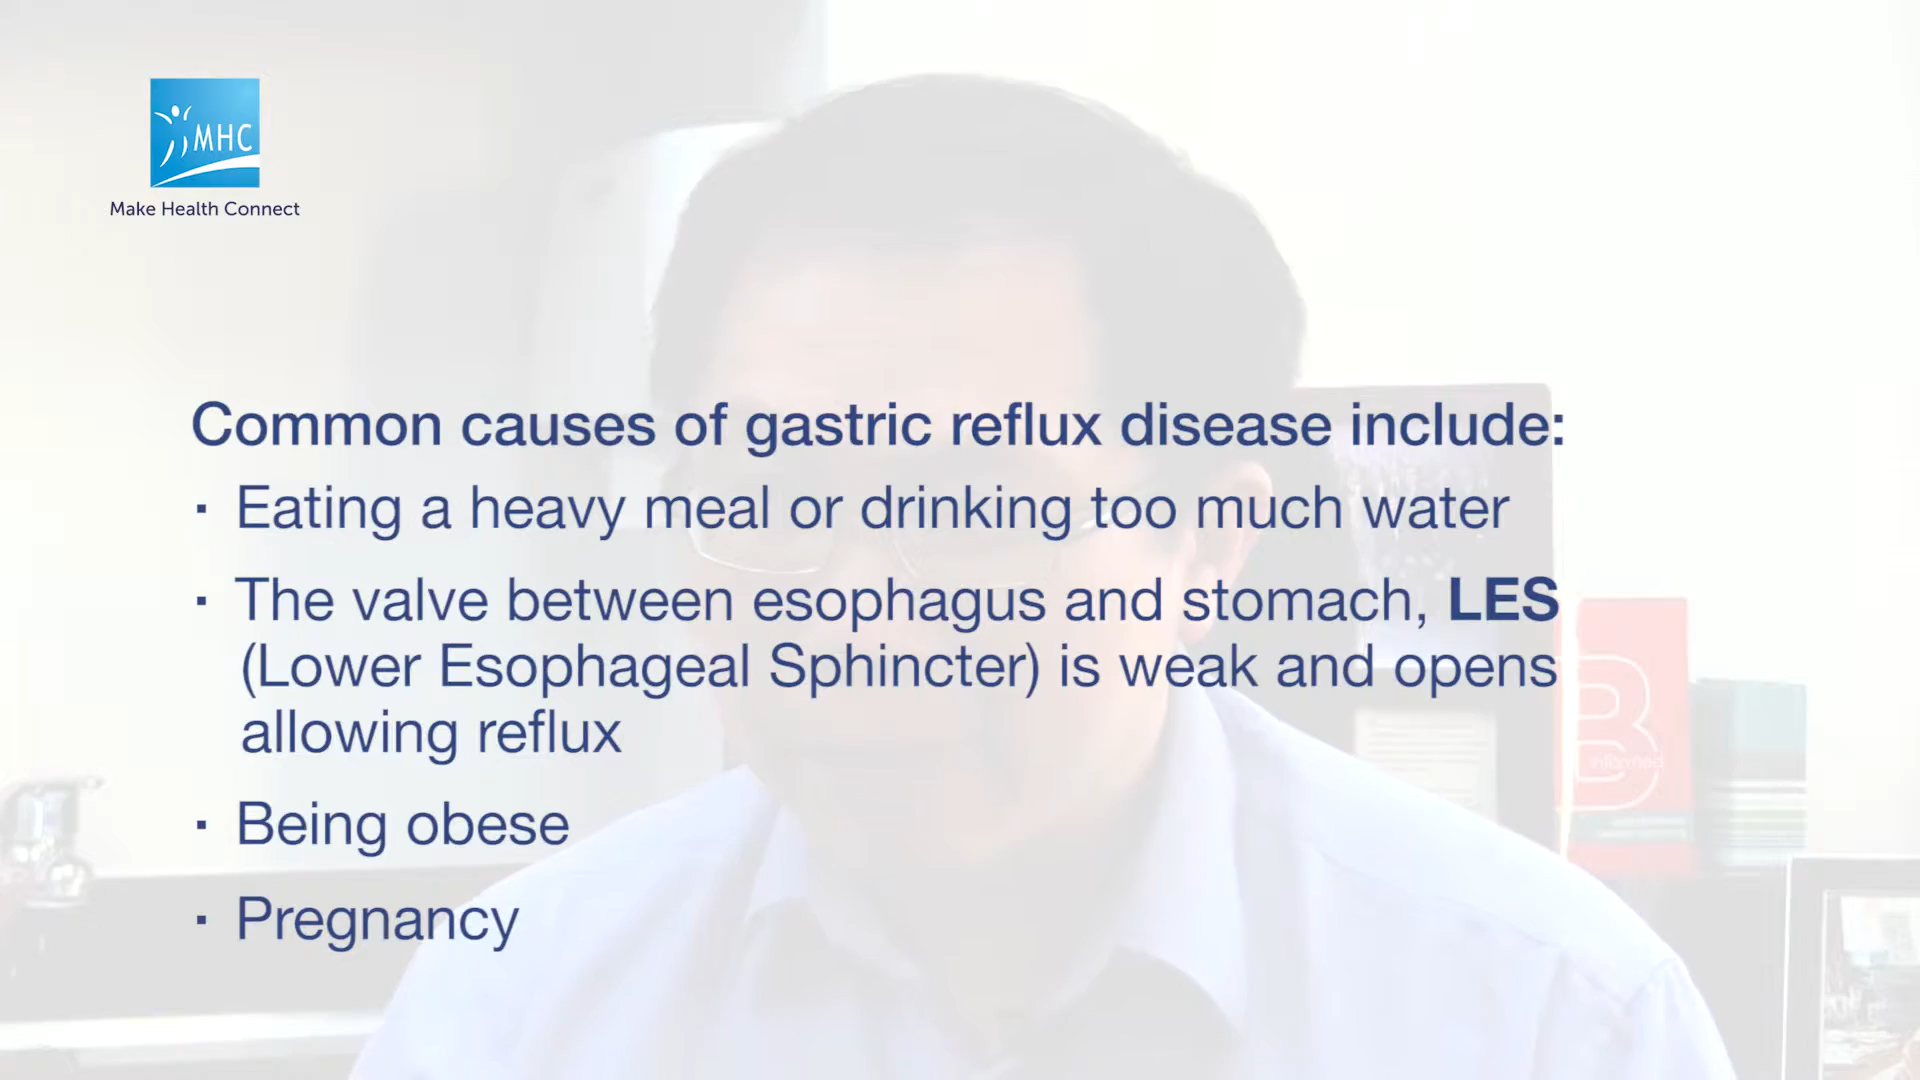 MHC
Make Health Connect
Common causes of gastric reflux disease include:
· Eating a heavy meal or drinking too much water
· The valve between esophagus and stomach, LES
(Lower Esophageal Sphincter) is weak and opens
allowing reflux
B
informed
· Being obese
· Pregnancy